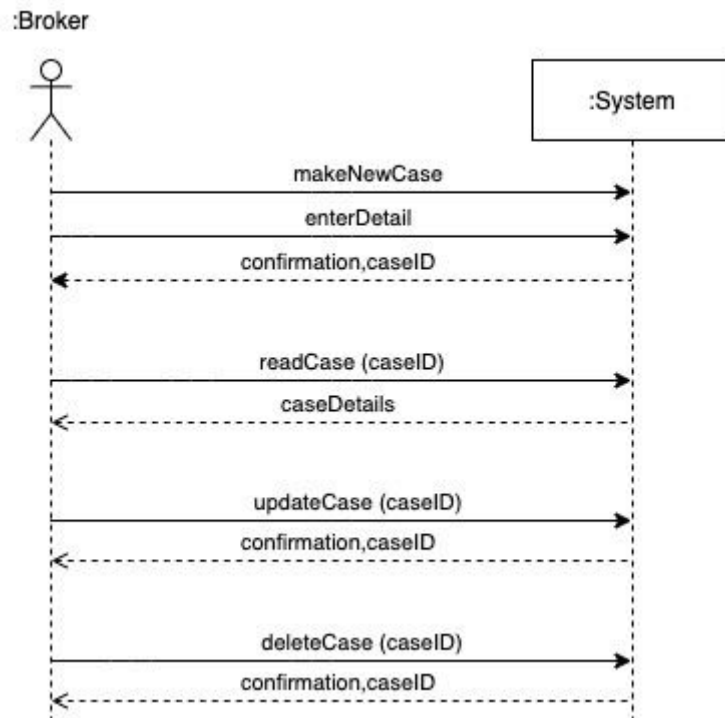 :Broker
:System
makeNewCase
enterDetail
confirmation,caseID
readCase (caseID)
caseDetails
updateCase (caseID)
confirmation,caseID
deleteCase (caseID)
confirmation,caseID